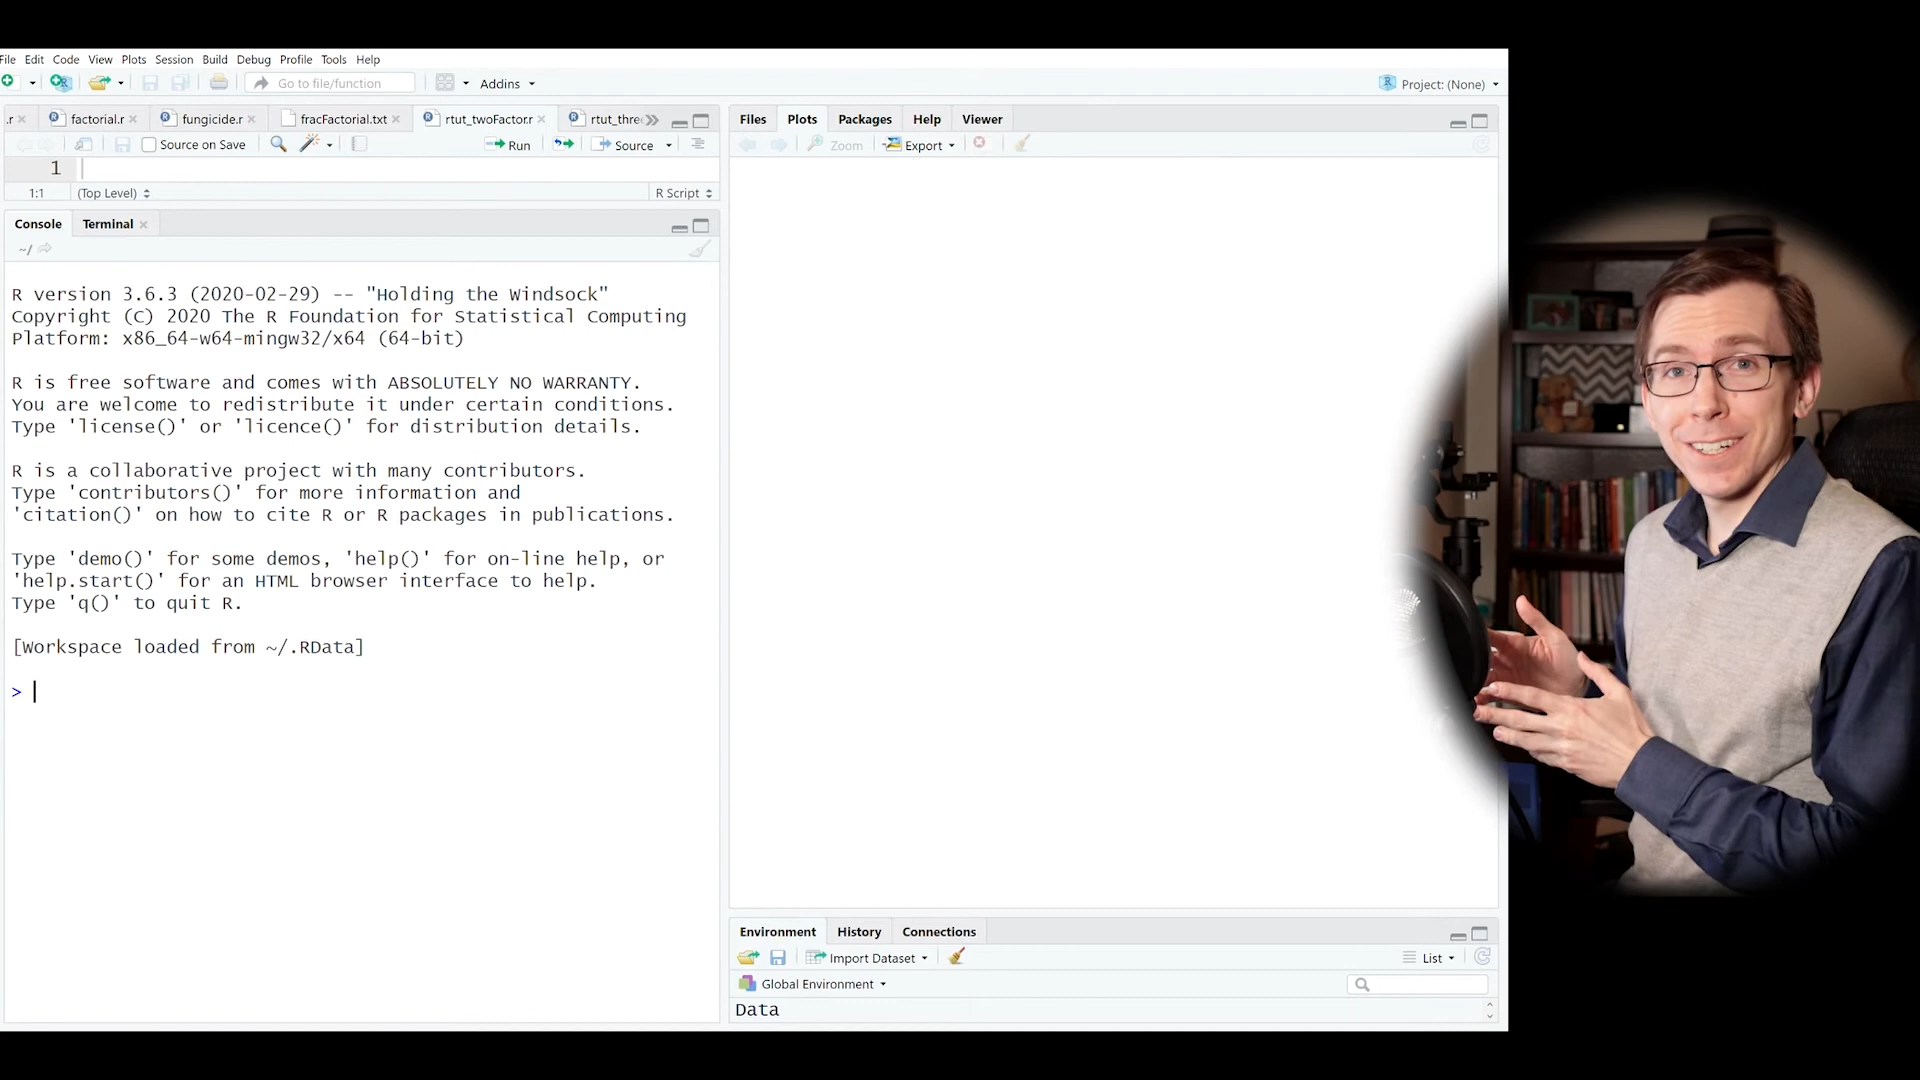 File Edit Code View Plots Session Build Debug Profile Tools Help
Go to file/function Addins Project: (None)
.r factorial.r fungicide.r fracFactorial.txt rtut_twoFactor.r rtut_thre
Source on Save Run Source
1
1:1 (Top Level) R Script
Console Terminal
~/
R version 3.6.3 (2020-02-29) -- "Holding the Windsock"
Copyright (C) 2020 The R Foundation for Statistical Computing
Platform: x86_64-w64-mingw32/x64 (64-bit)
R is free software and comes with ABSOLUTELY NO WARRANTY.
You are welcome to redistribute it under certain conditions.
Type 'license()' or 'licence()' for distribution details.
R is a collaborative project with many contributors.
Type 'contributors()' for more information and
'citation()' on how to cite R or R packages in publications.
Type 'demo()' for some demos, 'help()' for on-line help, or
'help.start()' for an HTML browser interface to help.
Type 'q()' to quit R.
[Workspace loaded from ~/.RData]
>
Files Plots Packages Help Viewer
Zoom Export
Environment History Connections
Import Dataset List
Global Environment
Data